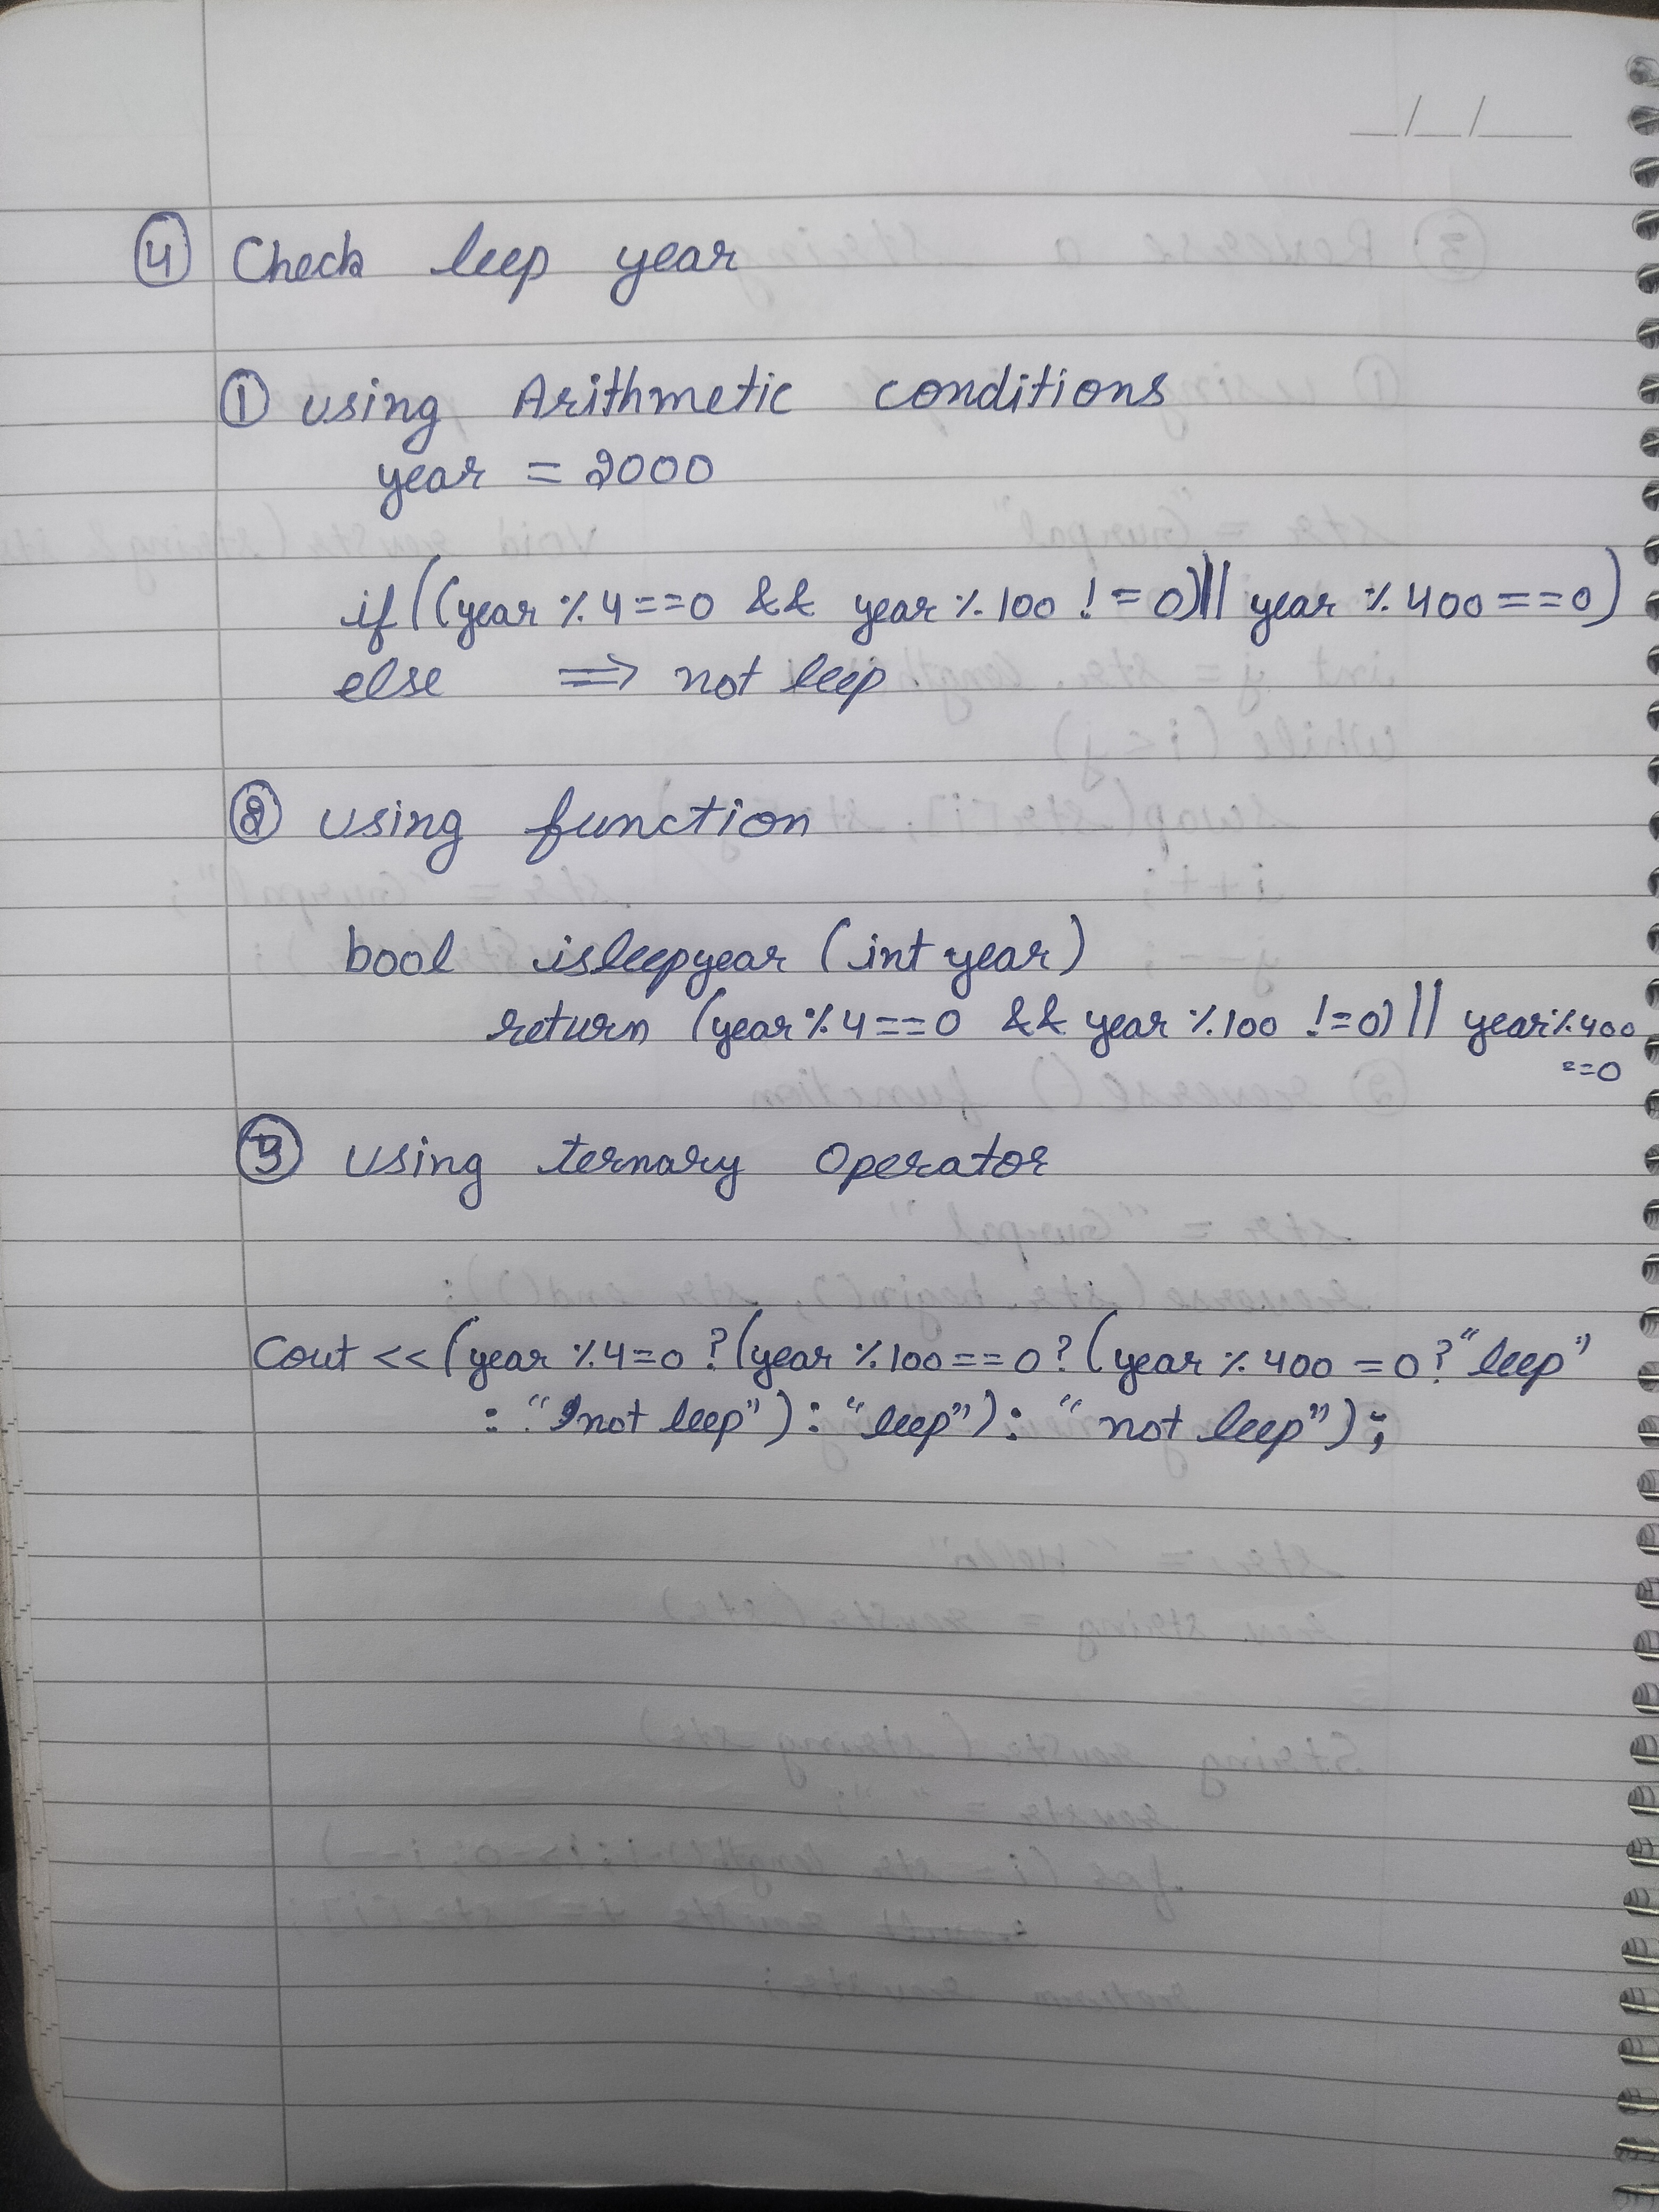 4 Check leep year
1 using Arithmetic conditions
year = 2000
if ((year % 4==0 && year % 100 != 0)|| year % 400==0)
else ⟹ not leep
2 using function
bool isleepyear (int year)
return (year%4==0 && year %100 !=0) || year%400
==0
3 using ternary operator
Cout << (year %4=0 ? (year %100==0? (year % 400 =0? "leep"
: "not leep") : "leep") : "not leep");